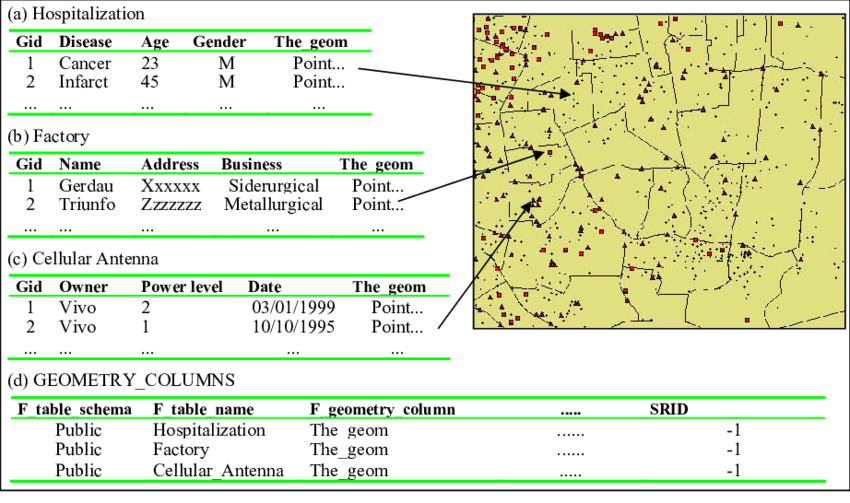 (a) Hospitalization
Gid Disease Age Gender The_geom
1 Cancer 23 M Point...
2 Infarct 45 M Point...
... ... ... ... ...
(b) Factory
Gid Name Address Business The_geom
1 Gerdau Xxxxxx Siderurgical Point...
2 Triunfo Zzzzzzz Metallurgical Point...
... ... ... ... ...
(c) Cellular Antenna
Gid Owner Power level Date The_geom
1 Vivo 2 03/01/1999 Point...
2 Vivo 1 10/10/1995 Point...
... ... ... ... ...
(d) GEOMETRY_COLUMNS
F_table_schema F_table_name F_geometry_column ..... SRID
Public Hospitalization The_geom ...... -1
Public Factory The_geom ...... -1
Public Cellular_Antenna The_geom ..... -1